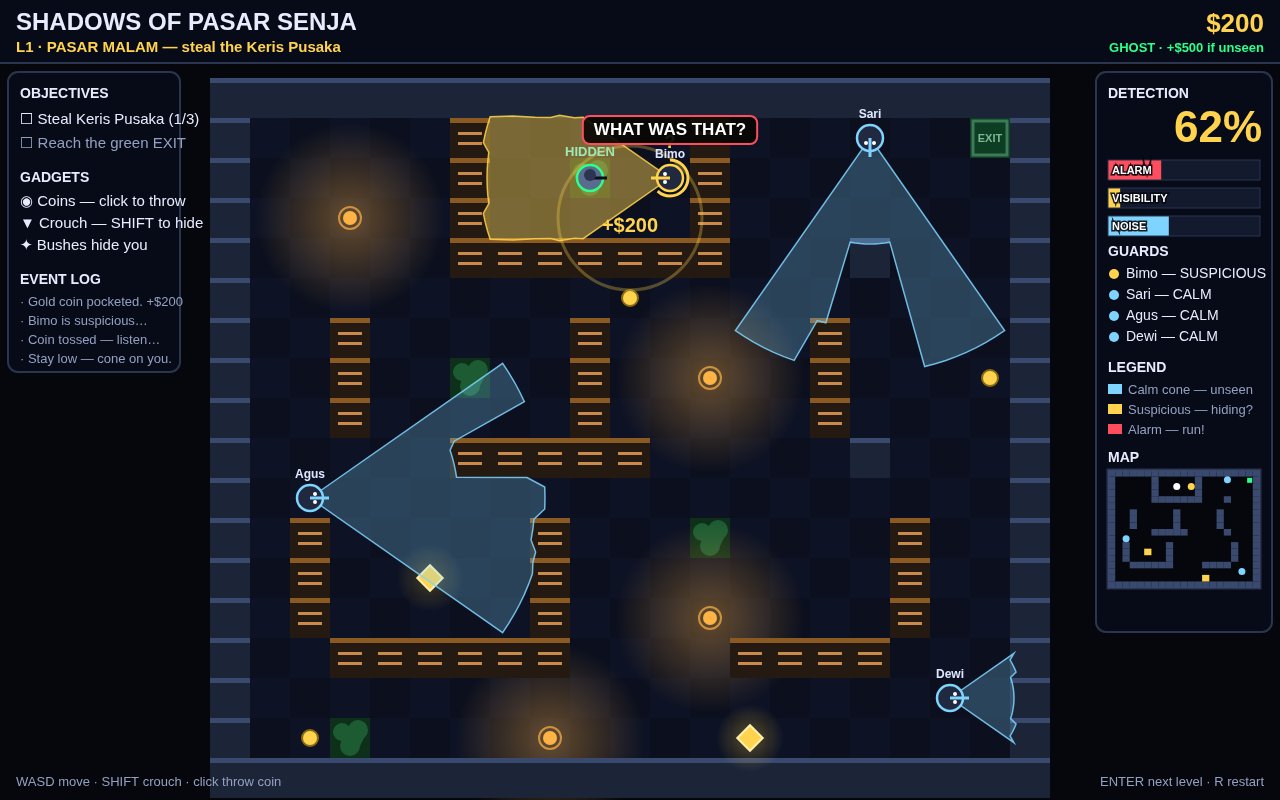 SHADOWS OF PASAR SENJA
L1 · PASAR MALAM — steal the Keris Pusaka
$200
GHOST · +$500 if unseen
OBJECTIVES
☐ Steal Keris Pusaka (1/3)
☐ Reach the green EXIT
GADGETS
◉ Coins — click to throw
▼ Crouch — SHIFT to hide
✦ Bushes hide you
EVENT LOG
· Gold coin pocketed. +$200
· Bimo is suspicious…
· Coin tossed — listen…
· Stay low — cone on you.
WHAT WAS THAT?
HIDDEN
Bimo
+$200
Sari
EXIT
Agus
Dewi
DETECTION
62%
ALARM
VISIBILITY
NOISE
GUARDS
Bimo — SUSPICIOUS
Sari — CALM
Agus — CALM
Dewi — CALM
LEGEND
Calm cone — unseen
Suspicious — hiding?
Alarm — run!
MAP
WASD move · SHIFT crouch · click throw coin
ENTER next level · R restart